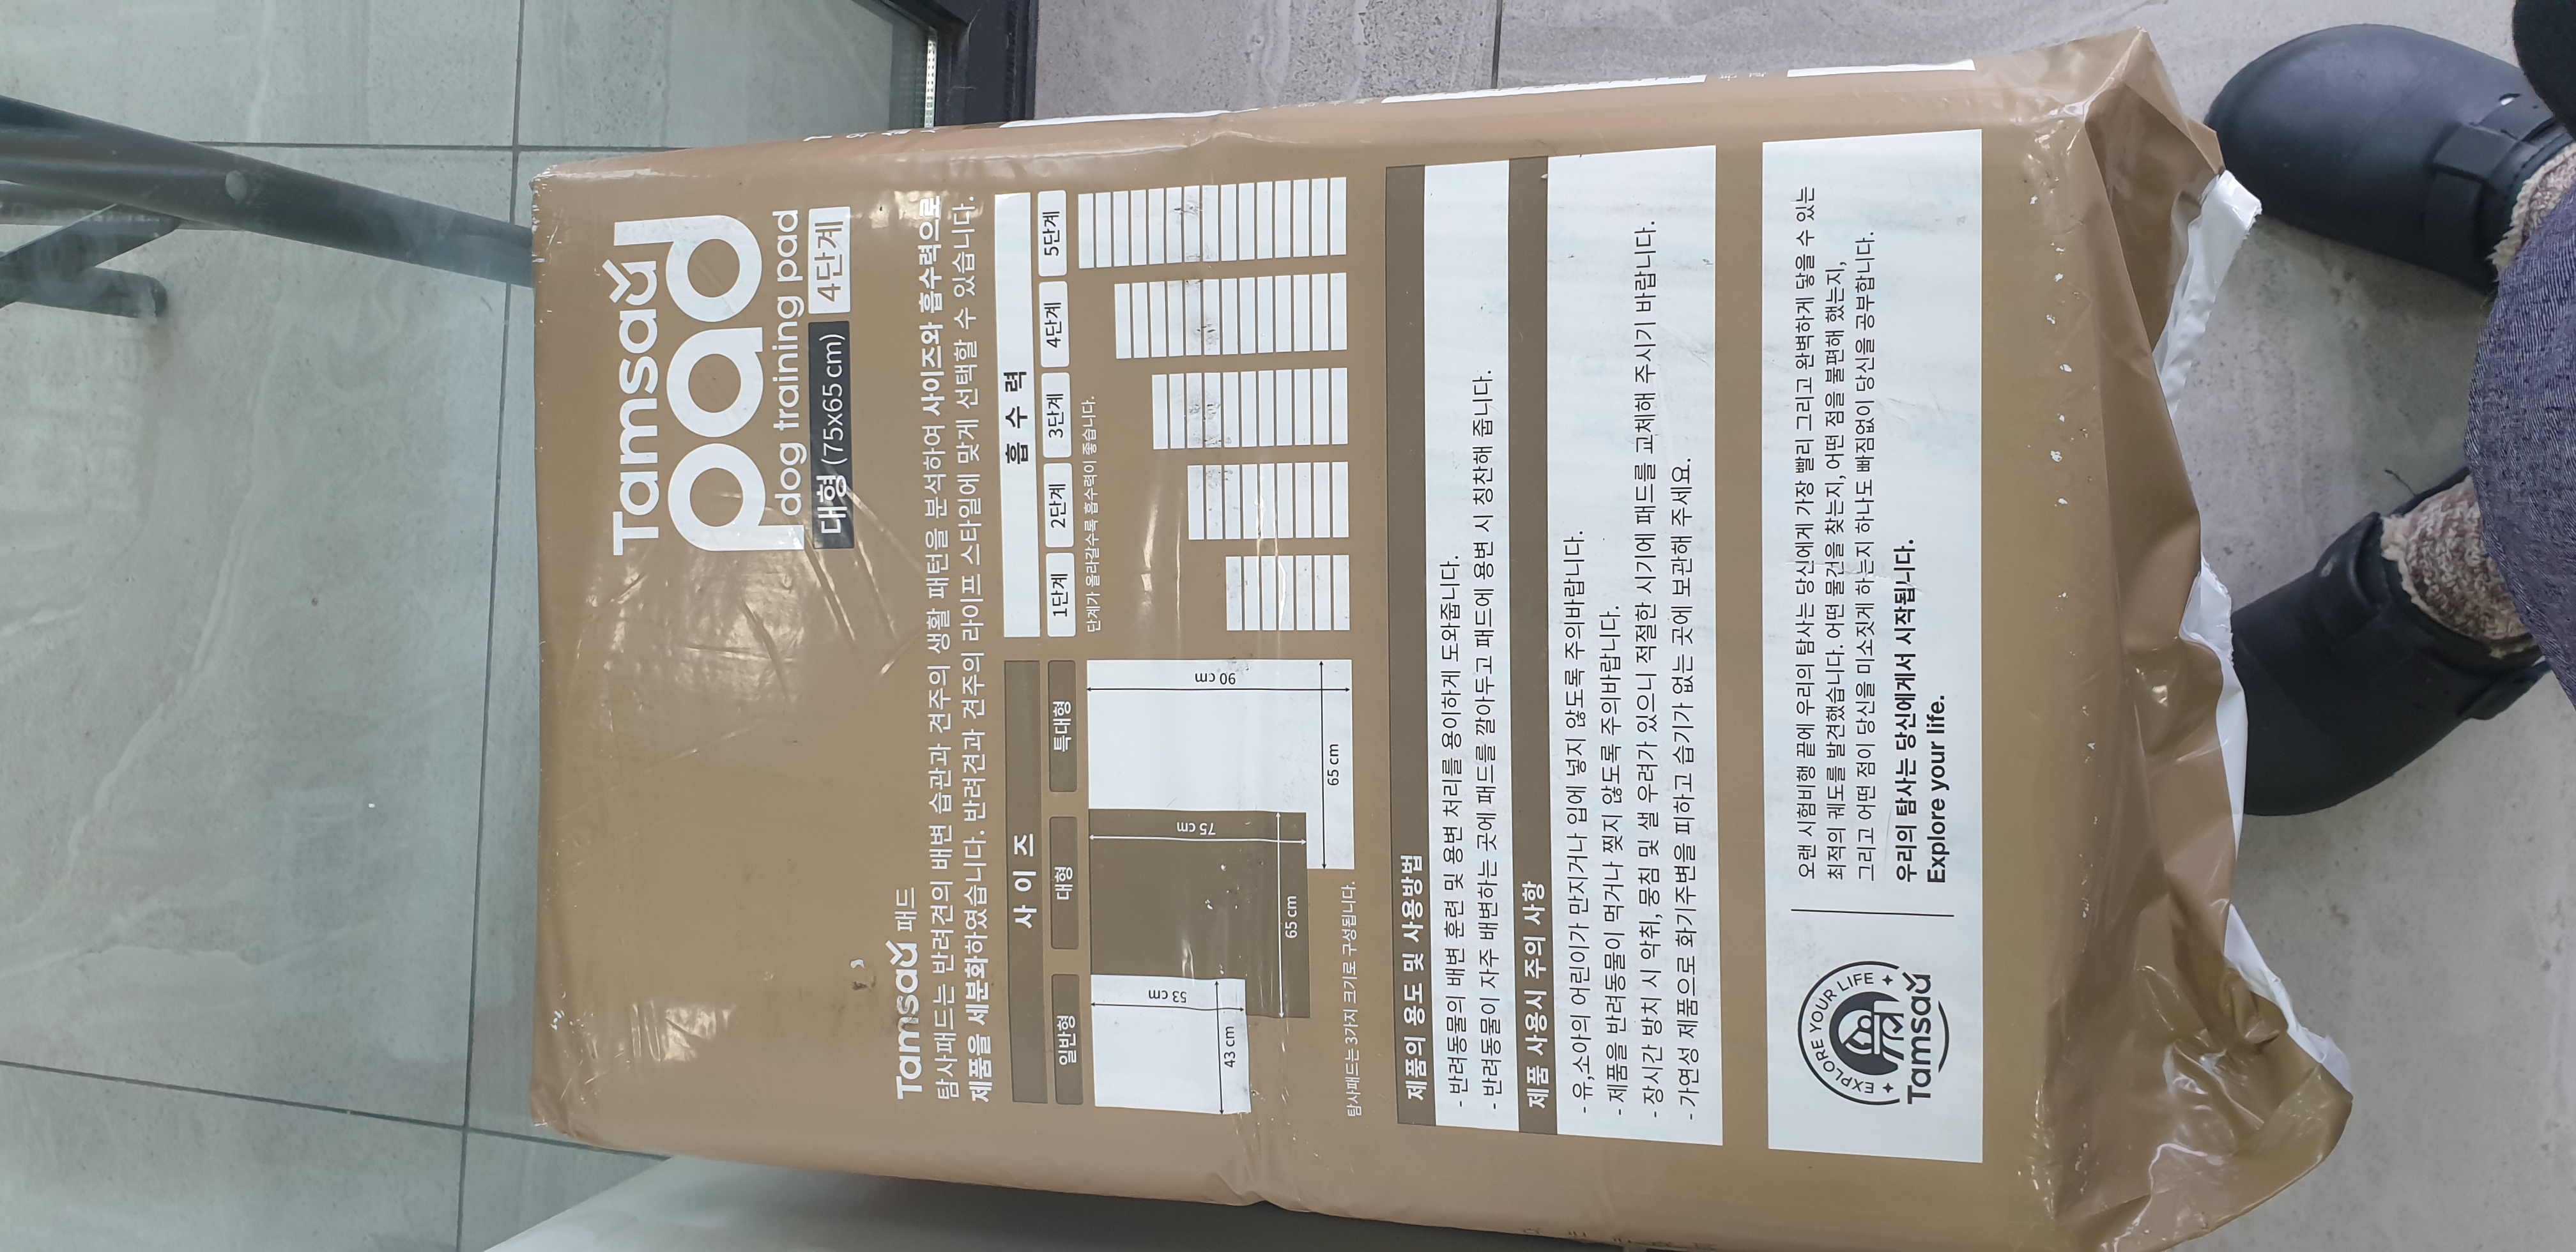 Tamsaa
pad
dog training pad
대형 (75x65 cm) 4단계
Tamsaa 패드
탐사패드는 반려견의 배변 습관과 견주의 생활 패턴을 분석하여 사이즈와 흡수력으로
제품을 세분화하였습니다. 반려견과 견주의 라이프 스타일에 맞게 선택할 수 있습니다.
사 이 즈
일반형 대형 특대형
53 cm
43 cm
75 cm
65 cm
90 cm
65 cm
탐사패드는 3가지 크기로 구성됩니다.
흡 수 력
1단계 2단계 3단계 4단계 5단계
단계가 올라갈수록 흡수력이 좋습니다.
제품의 용도 및 사용방법
- 반려동물의 배변 훈련 및 용변 처리를 용이하게 도와줍니다.
- 반려동물이 자주 배변하는 곳에 패드를 깔아두고 패드에 용변 시 칭찬해 줍니다.
제품 사용시 주의 사항
- 유,소아의 어린이가 만지거나 입에 넣지 않도록 주의바랍니다.
- 제품을 반려동물이 먹거나 찢지 않도록 주의바랍니다.
- 장시간 방치 시 악취, 뭉침 및 샐 우려가 있으니 적절한 시기에 패드를 교체해 주시기 바랍니다.
- 가연성 제품으로 화기주변을 피하고 습기가 없는 곳에 보관해 주세요.
EXPLORE YOUR LIFE
Tamsaa
오랜 시험비행 끝에 우리의 탐사는 당신에게 가장 빨리 그리고 완벽하게 닿을 수 있는
최적의 궤도를 발견했습니다. 어떤 물건을 찾는지, 어떤 점을 불편해 했는지,
그리고 어떤 점이 당신을 미소짓게 하는지 하나도 빠짐없이 당신을 공부합니다.
우리의 탐사는 당신에게서 시작됩니다.
Explore your life.